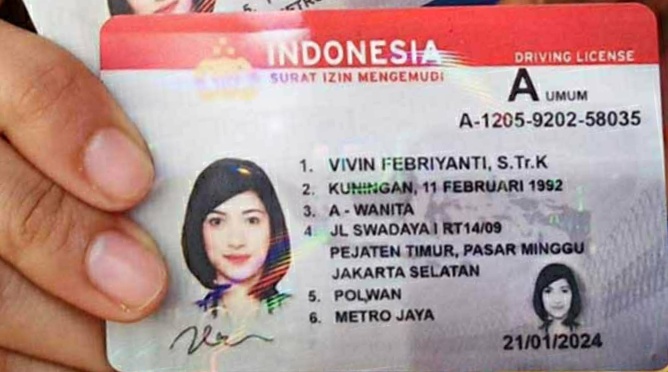 INDONESIA
SURAT IZIN MENGEMUDI
DRIVING LICENSE
A UMUM
A-1205-9202-58035
1. VIVIN FEBRIYANTI, S.Tr.K
2. KUNINGAN, 11 FEBRUARI 1992
3. A - WANITA
4 JL SWADAYA I RT14/09
PEJATEN TIMUR, PASAR MINGGU
JAKARTA SELATAN
5. POLWAN
6. METRO JAYA
21/01/2024